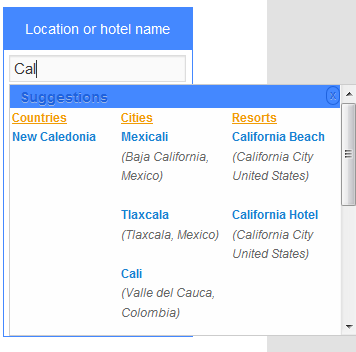 Location or hotel name
Cal
Suggestions X
Countries Cities Resorts
New Caledonia Mexicali California Beach
(Baja California, (California City
Mexico) United States)
Tlaxcala California Hotel
(Tlaxcala, Mexico) (California City
United States)
Cali
(Valle del Cauca,
Colombia)